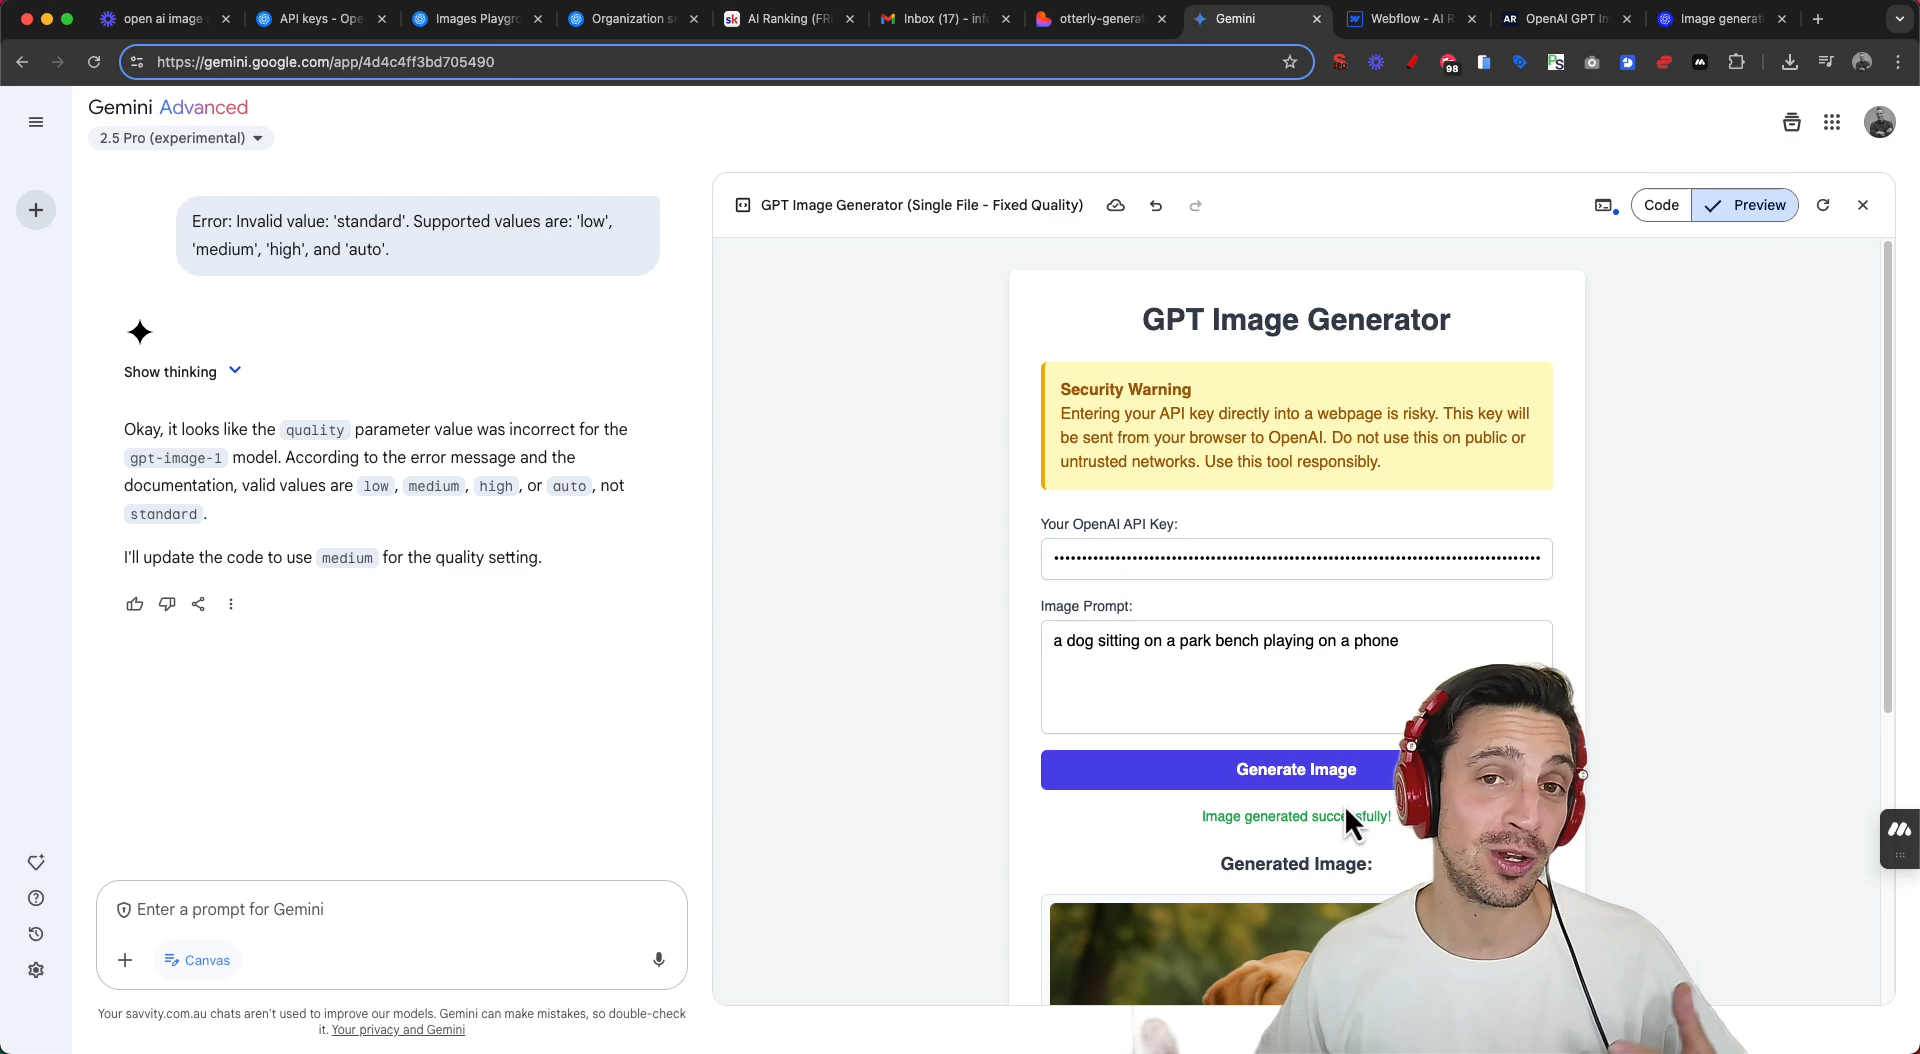 open ai image
API keys - Ope
Images Playgro
Organization se
AI Ranking (FR
Inbox (17) - inf
otterly-generat
Gemini
Webflow - AI R
OpenAI GPT Im
Image generat
https://gemini.google.com/app/4d4c4ff3bd705490
98
Gemini Advanced
2.5 Pro (experimental)
Error: Invalid value: 'standard'. Supported values are: 'low',
'medium', 'high', and 'auto'.
Show thinking
Okay, it looks like the quality parameter value was incorrect for the
gpt-image-1 model. According to the error message and the
documentation, valid values are low, medium, high, or auto, not
standard.
I'll update the code to use medium for the quality setting.
Enter a prompt for Gemini
Canvas
Your savvity.com.au chats aren't used to improve our models. Gemini can make mistakes, so double-check
it. Your privacy and Gemini
GPT Image Generator (Single File - Fixed Quality)
Code
Preview
GPT Image Generator
Security Warning
Entering your API key directly into a webpage is risky. This key will
be sent from your browser to OpenAI. Do not use this on public or
untrusted networks. Use this tool responsibly.
Your OpenAI API Key:
Image Prompt:
a dog sitting on a park bench playing on a phone
Generate Image
Image generated successfully!
Generated Image: